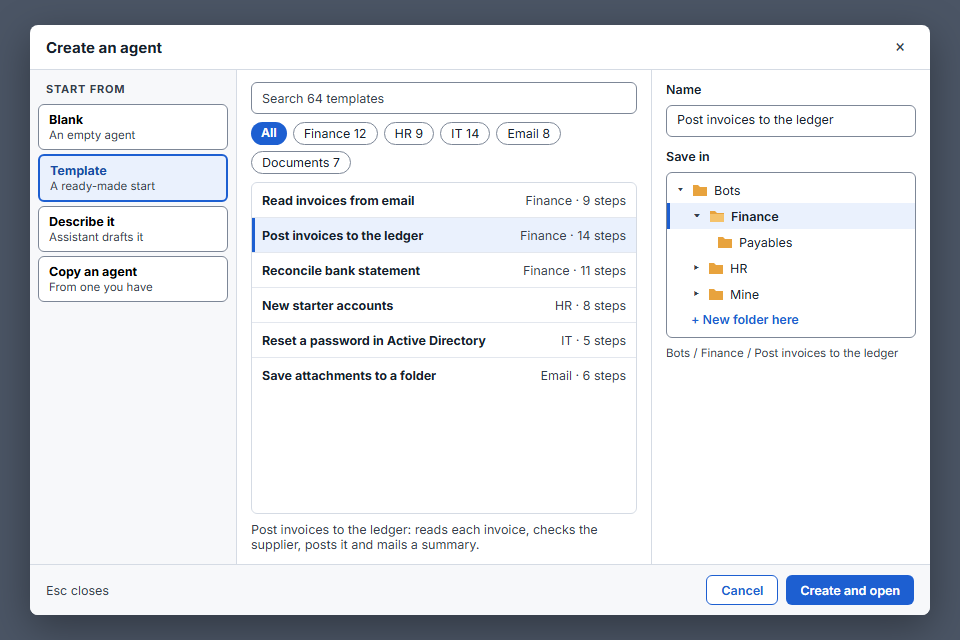 Create an agent
×
START FROM
Blank
An empty agent
Template
A ready-made start
Describe it
Assistant drafts it
Copy an agent
From one you have
Search 64 templates
All
Finance 12
HR 9
IT 14
Email 8
Documents 7
Read invoices from email
Finance · 9 steps
Post invoices to the ledger
Finance · 14 steps
Reconcile bank statement
Finance · 11 steps
New starter accounts
HR · 8 steps
Reset a password in Active Directory
IT · 5 steps
Save attachments to a folder
Email · 6 steps
Post invoices to the ledger: reads each invoice, checks the
supplier, posts it and mails a summary.
Name
Post invoices to the ledger
Save in
Bots
Finance
Payables
HR
Mine
+ New folder here
Bots / Finance / Post invoices to the ledger
Esc closes
Cancel
Create and open